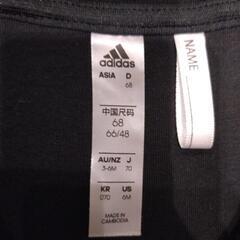 adidas
ASIA D
68
中国尺码
68
66/48
AU/NZ J
3-6M 70
KR US
070 6M
MADE IN
CAMBODIA
NAME